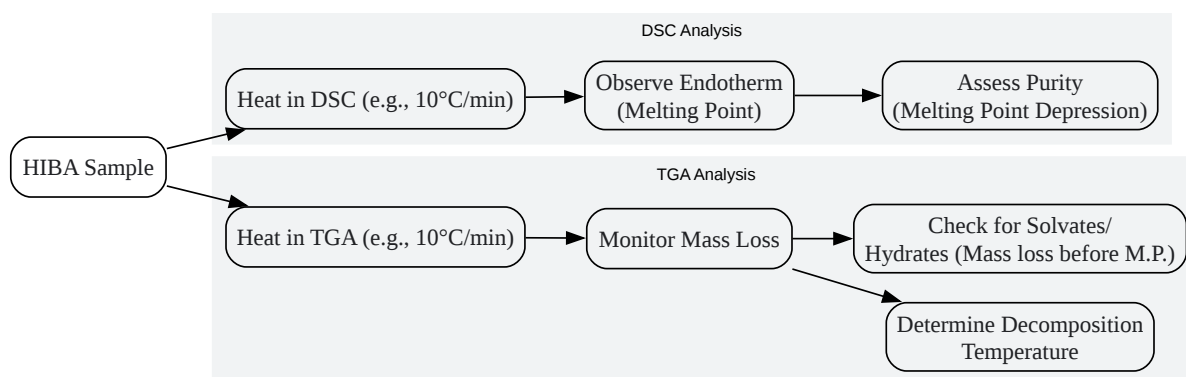 DSC Analysis
Heat in DSC (e.g., 10°C/min)
Observe Endotherm
(Melting Point)
Assess Purity
(Melting Point Depression)
HIBA Sample
TGA Analysis
Heat in TGA (e.g., 10°C/min)
Monitor Mass Loss
Check for Solvates/
Hydrates (Mass loss before M.P.)
Determine Decomposition
Temperature